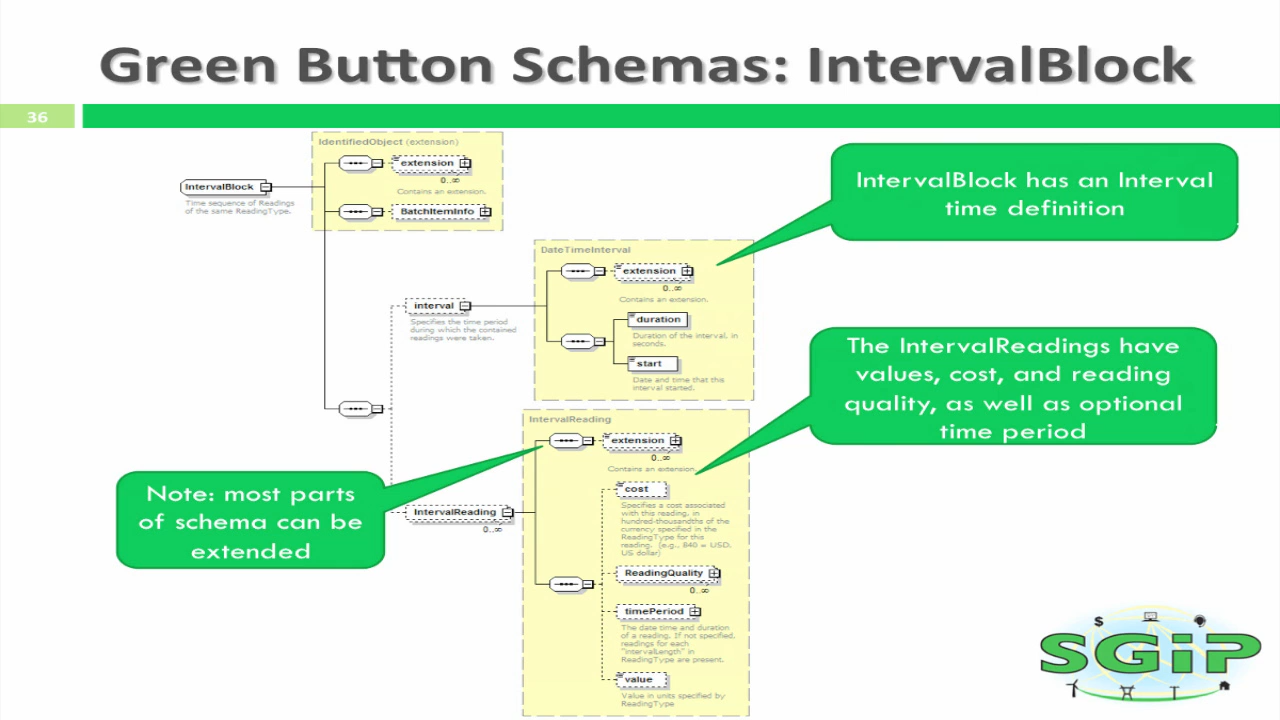 Green Button Schemas: IntervalBlock
36
IdentifiedObject (extension)
extension
0..∞
Contains an extension.
BatchItemInfo
IntervalBlock
Time sequence of Readings
of the same ReadingType.
IntervalBlock has an Interval
time definition
DateTimeInterval
extension
0..∞
Contains an extension.
interval
Specifies the time period
during which the contained
readings were taken.
duration
Duration of the interval, in
seconds.
start
Date and time that this
interval started.
The IntervalReadings have
values, cost, and reading
quality, as well as optional
time period
IntervalReading
extension
0..∞
Contains an extension.
Note: most parts
of schema can be
extended
IntervalReading
0..∞
cost
Specifies a cost associated
with this reading, in
hundred-thousandths of the
currency specified in the
ReadingType for this
reading. (e.g., 840 = USD,
US dollar)
ReadingQuality
0..∞
timePeriod
The date time and duration
of a reading. If not specified,
readings for each
"intervalLength" in
ReadingType are present.
value
Value in units specified by
ReadingType
$
SGiP